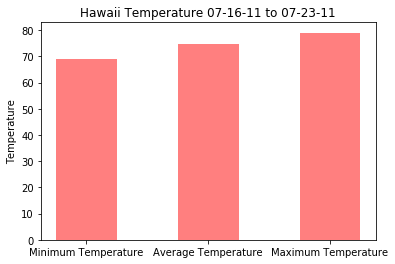 Hawaii Temperature 07-16-11 to 07-23-11
80
70
60
50
40
30
20
10
0
Temperature
Minimum Temperature
Average Temperature
Maximum Temperature